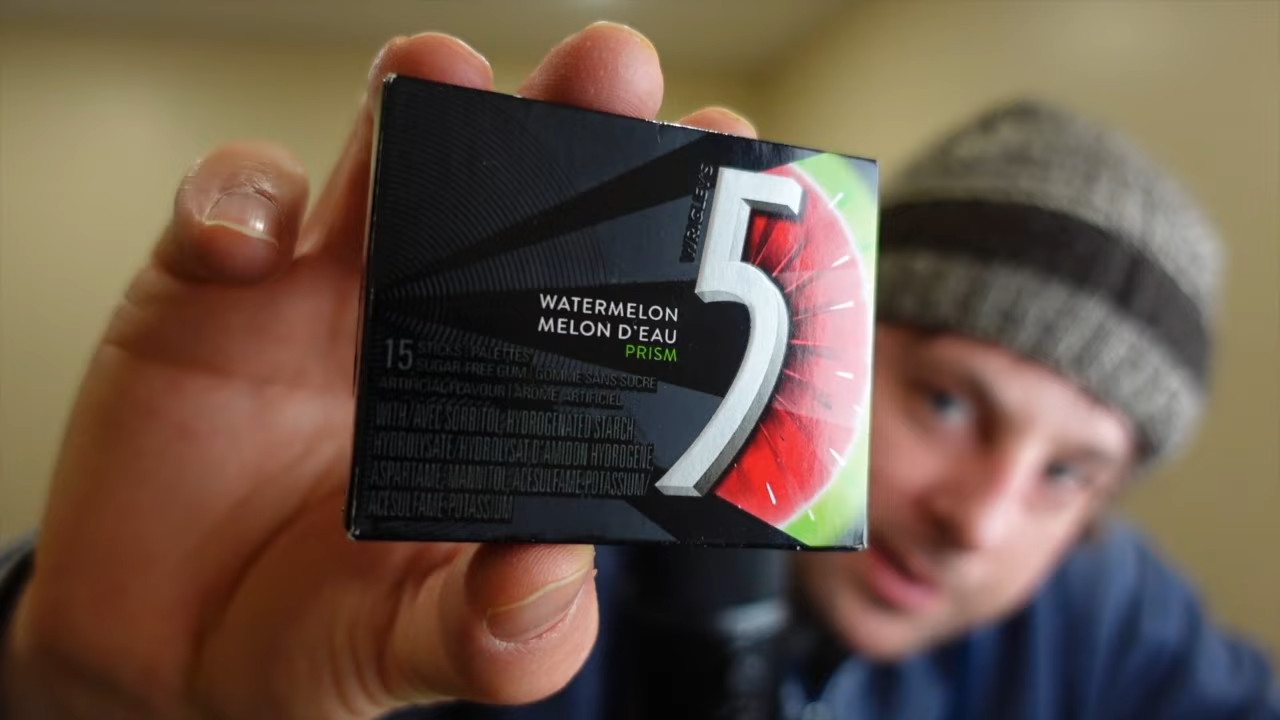 WRIGLEY'S
5
WATERMELON
MELON D'EAU
PRISM
15 STICKS | PALETTES
SUGAR-FREE GUM / GOMME SANS SUCRE
ARTIFICIAL FLAVOUR | ARÔME ARTIFICIEL
WITH/AVEC SORBITOL-HYDROGENATED STARCH
HYDROLYSATE/HYDROLYSAT D'AMIDON HYDROGÉNÉ
ASPARTAME-MANNITOL-ACESULFAME-POTASSIUM/
ACÉSULFAME-POTASSIUM